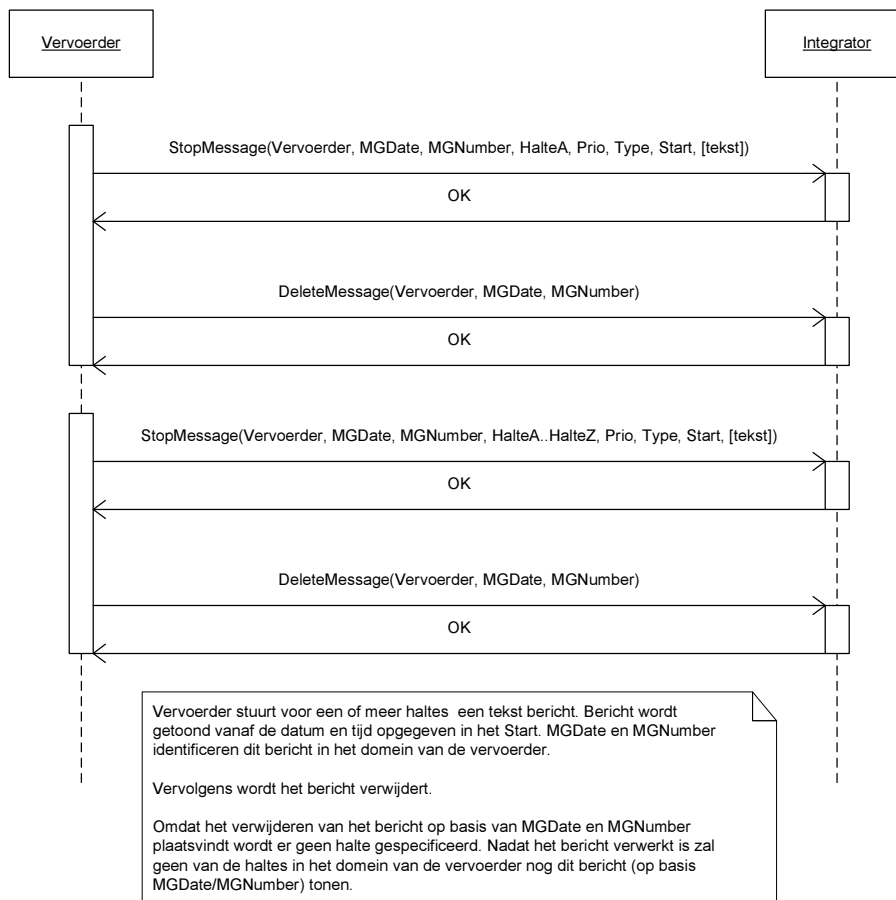 Vervoerder
Integrator
StopMessage(Vervoerder, MGDate, MGNumber, HalteA, Prio, Type, Start, [tekst])
OK
DeleteMessage(Vervoerder, MGDate, MGNumber)
OK
StopMessage(Vervoerder, MGDate, MGNumber, HalteA..HalteZ, Prio, Type, Start, [tekst])
OK
DeleteMessage(Vervoerder, MGDate, MGNumber)
OK
Vervoerder stuurt voor een of meer haltes een tekst bericht. Bericht wordt
getoond vanaf de datum en tijd opgegeven in het Start. MGDate en MGNumber
identificeren dit bericht in het domein van de vervoerder.
Vervolgens wordt het bericht verwijdert.
Omdat het verwijderen van het bericht op basis van MGDate en MGNumber
plaatsvindt wordt er geen halte gespecificeerd. Nadat het bericht verwerkt is zal
geen van de haltes in het domein van de vervoerder nog dit bericht (op basis
MGDate/MGNumber) tonen.